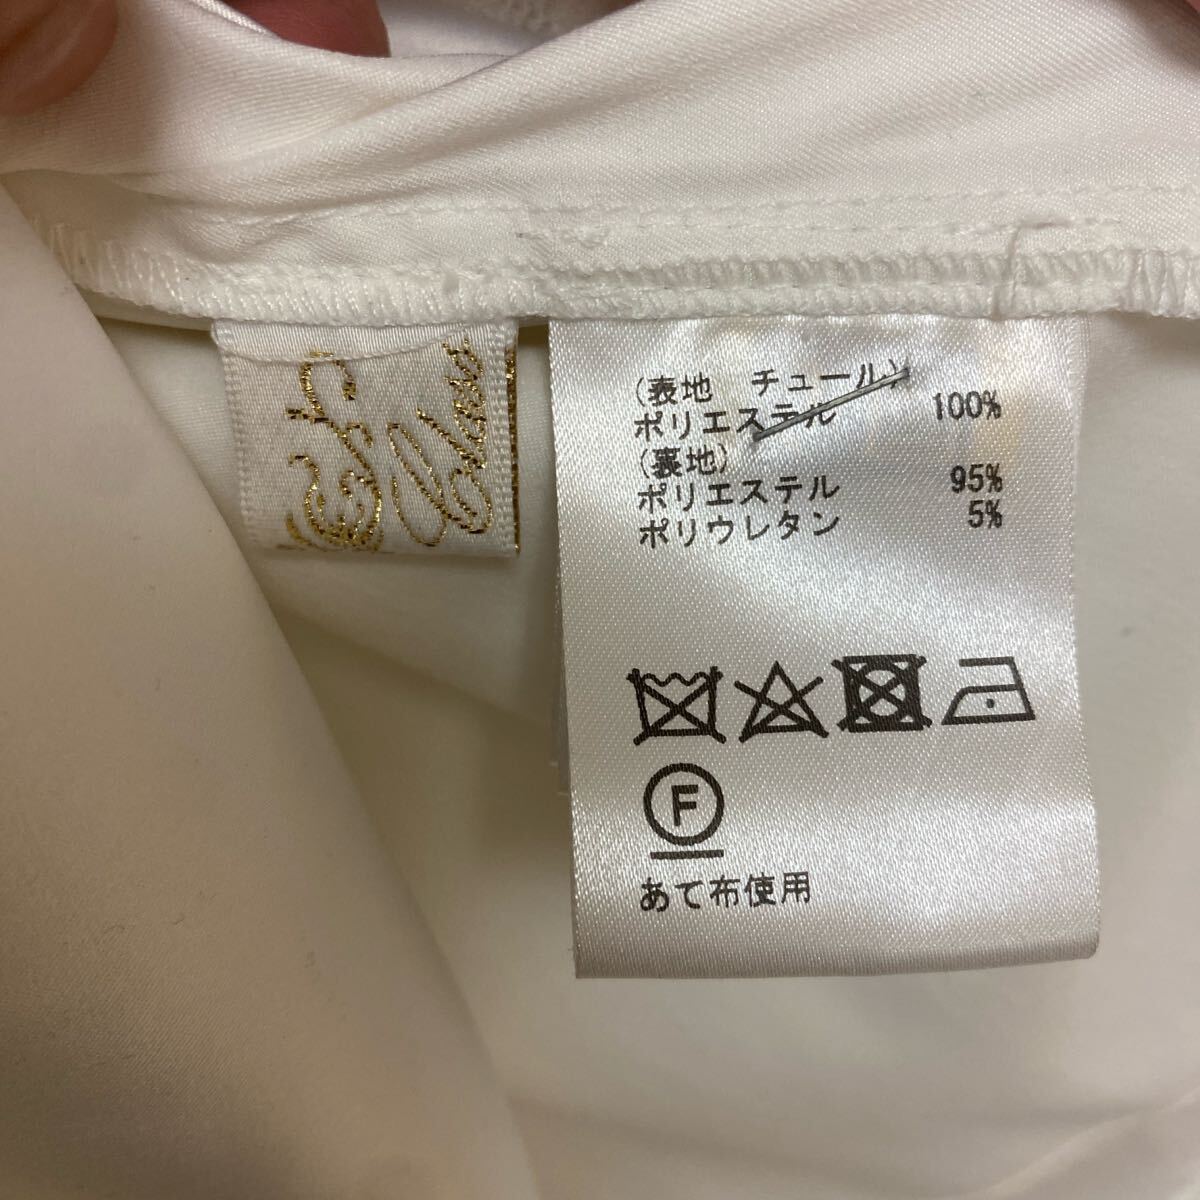 (表地　チュール)
ポリエステル 100%
(裏地)
ポリエステル 95%
ポリウレタン 5%
F
あて布使用